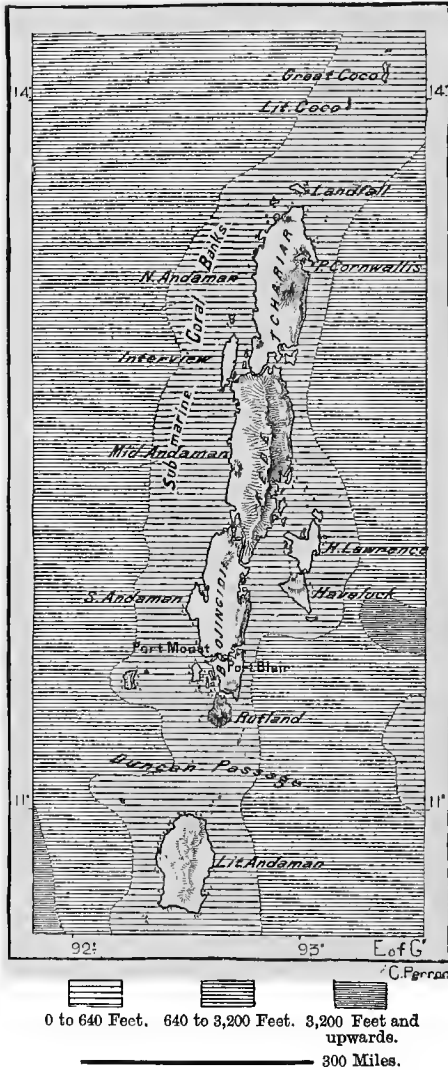 Great Coco
14°
14°
Lit. Coco
Landfall
P. Cornwallis
N. Andaman
TCHARIAR
Submarine Coral Banks
Interview
Mid. Andaman
H. Lawrence
Havelock
S. Andaman
BOJINGIDJI
Port Mouat
Port Blair
Rutland
Duncan Passage
11°
11°
Lit. Andaman
92°
93°
E. of G.
C. Perron
0 to 640 Feet.
640 to 3,200 Feet.
3,200 Feet and
upwards.
300 Miles.